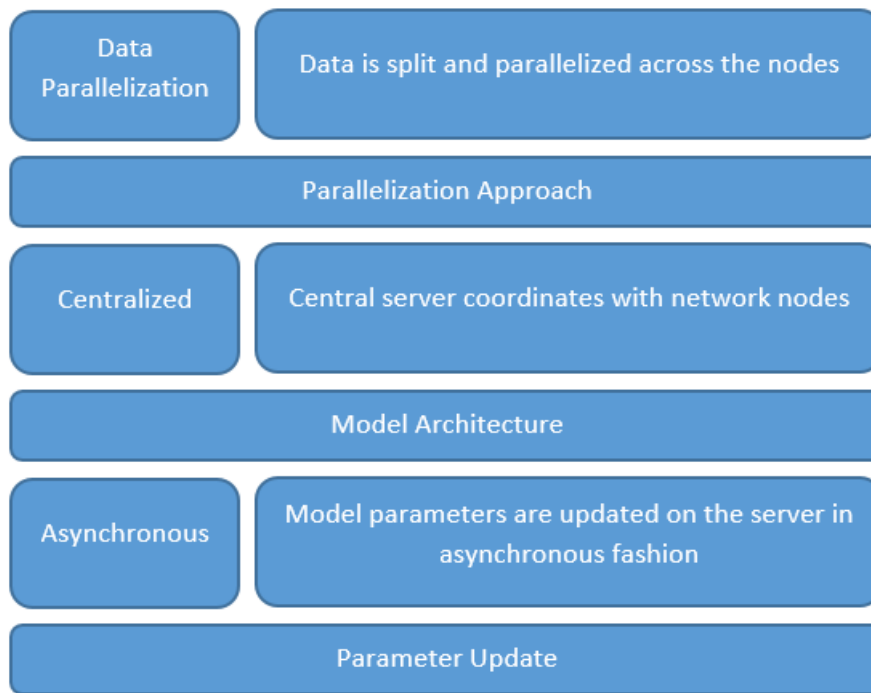 Data
Parallelization
Data is split and parallelized across the nodes
Parallelization Approach
Centralized
Central server coordinates with network nodes
Model Architecture
Asynchronous
Model parameters are updated on the server in
asynchronous fashion
Parameter Update